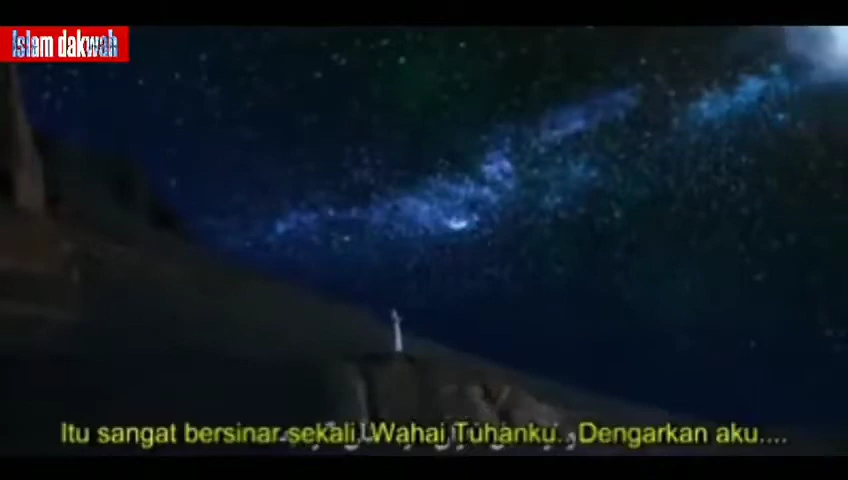 Islam dakwah
Itu sangat bersinar sekali Wahai Tuhanku.. Dengarkan aku....